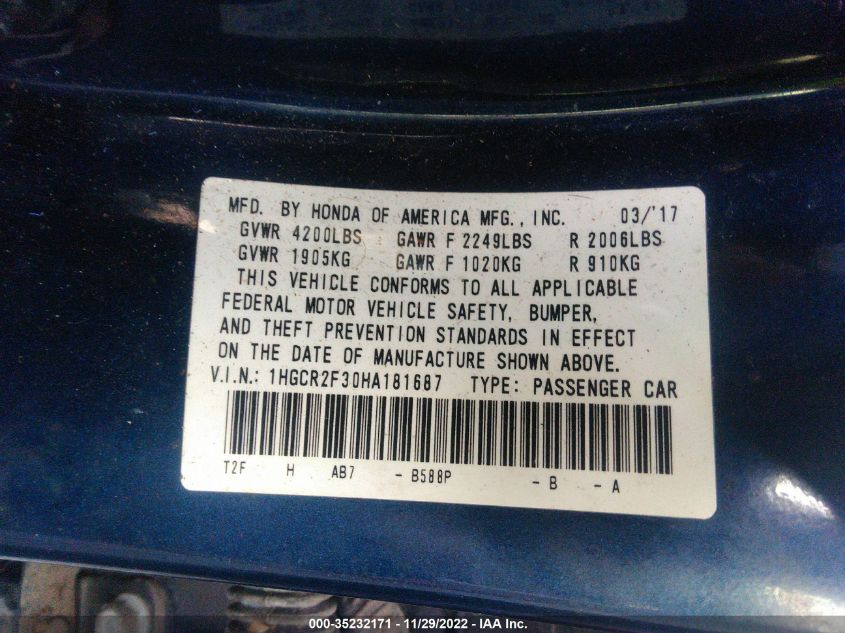 MFD. BY HONDA OF AMERICA MFG., INC. 03/'17
GVWR 4200LBS GAWR F 2249LBS R 2006LBS
GVWR 1905KG GAWR F 1020KG R 910KG
THIS VEHICLE CONFORMS TO ALL APPLICABLE
FEDERAL MOTOR VEHICLE SAFETY, BUMPER,
AND THEFT PREVENTION STANDARDS IN EFFECT
ON THE DATE OF MANUFACTURE SHOWN ABOVE.
V.I.N.: 1HGCR2F30HA181687 TYPE: PASSENGER CAR
T2F H AB7 - B588P - B - A
000-35232171 - 11/29/2022 - IAA Inc.